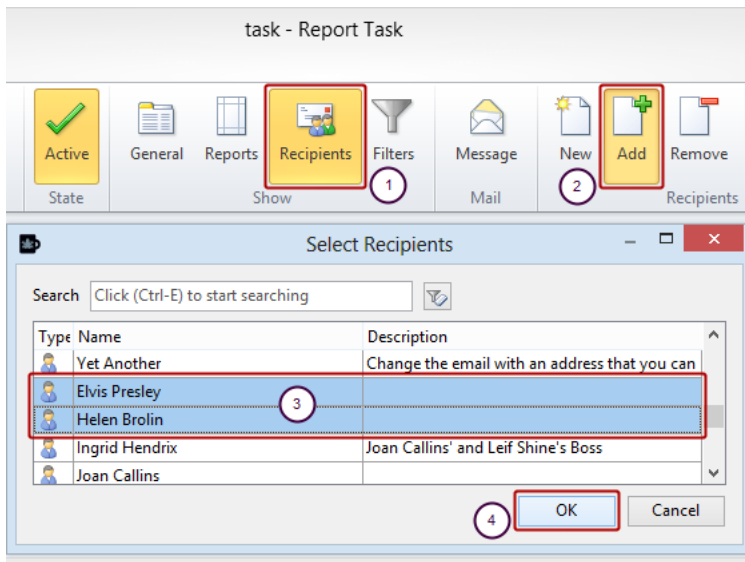 task - Report Task
Active General Reports Recipients Filters Message New Add Remove
1 2
State Show Mail Recipients
Select Recipients
Search Click (Ctrl-E) to start searching
Type Name Description
Yet Another Change the email with an address that you can
Elvis Presley
3
Helen Brolin
Ingrid Hendrix Joan Callins' and Leif Shine's Boss
Joan Callins
4 OK Cancel